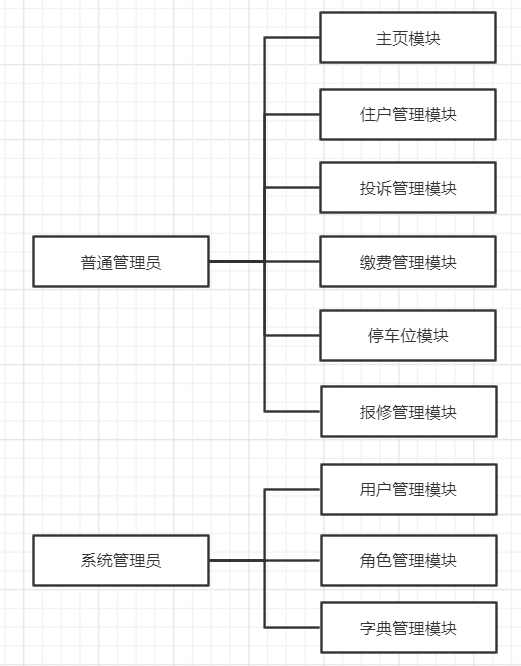 主页模块
住户管理模块
投诉管理模块
普通管理员
缴费管理模块
停车位模块
报修管理模块
用户管理模块
系统管理员
角色管理模块
字典管理模块